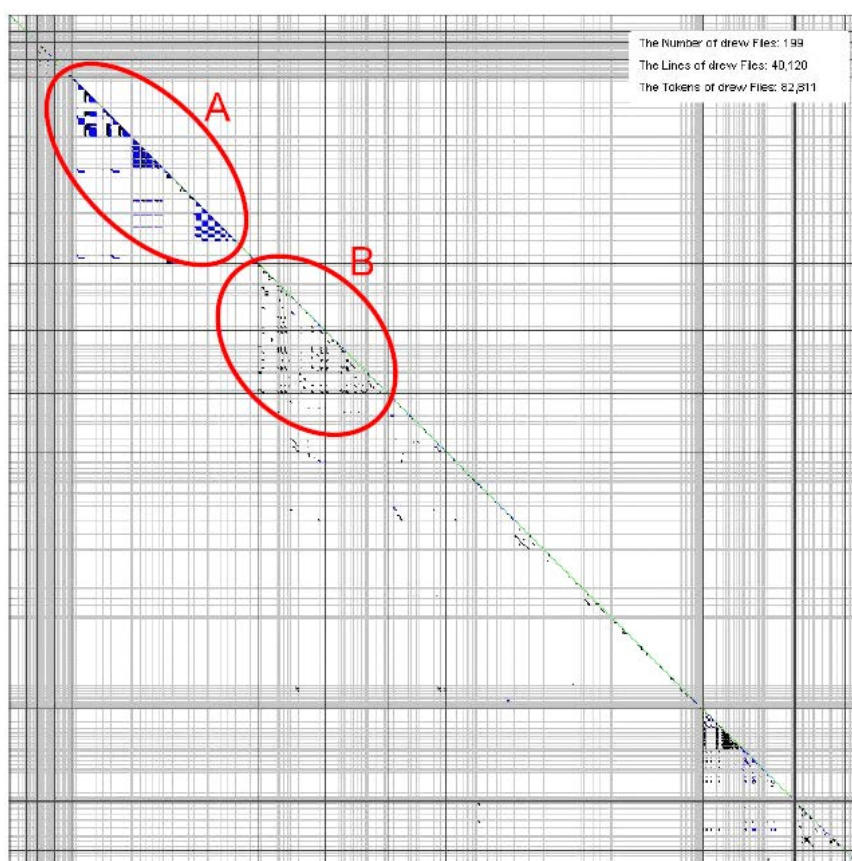 The Number of drew Files: 199
The Lines of drew Files: 40,120
The Tokens of drew Files: 82,811
A
B